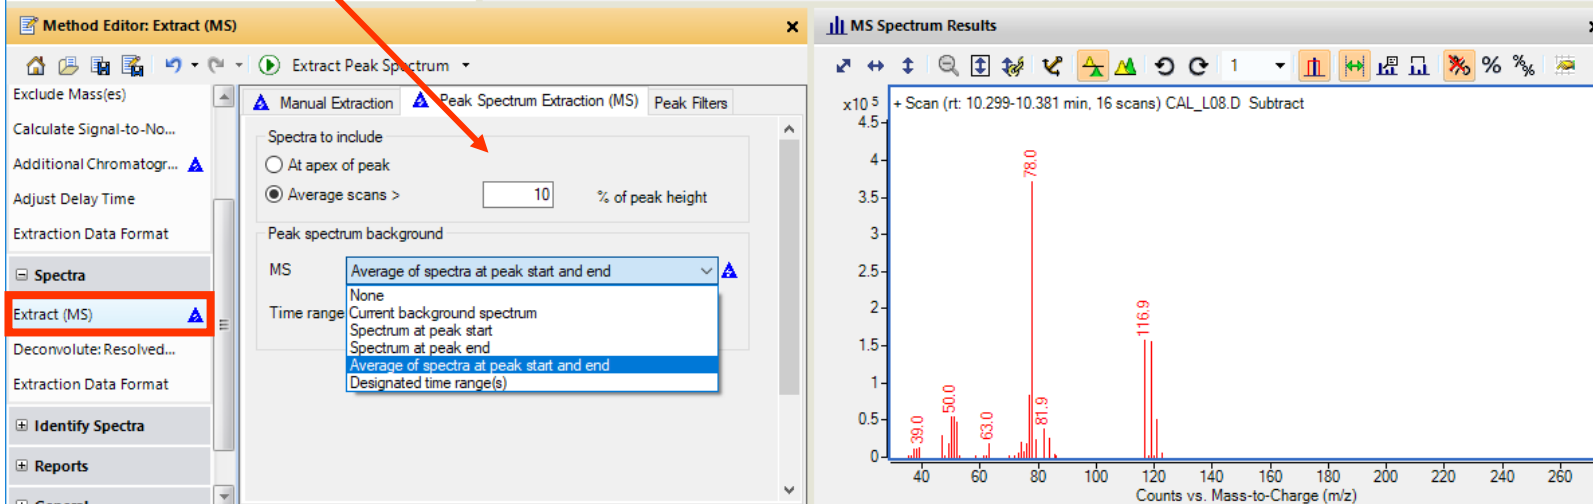 Method Editor: Extract (MS)
Extract Peak Spectrum
Exclude Mass(es)
Calculate Signal-to-No...
Additional Chromatogr...
Adjust Delay Time
Extraction Data Format
Spectra
Extract (MS)
Deconvolute: Resolved...
Extraction Data Format
Identify Spectra
Reports
Manual Extraction
Peak Spectrum Extraction (MS)
Peak Filters
Spectra to include
At apex of peak
Average scans > 10 % of peak height
Peak spectrum background
MS Average of spectra at peak start and end
Time range
None
Current background spectrum
Spectrum at peak start
Spectrum at peak end
Average of spectra at peak start and end
Designated time range(s)
MS Spectrum Results
1
% %
x10 5
+ Scan (rt: 10.299-10.381 min, 16 scans) CAL_L08.D Subtract
4.5
4
3.5
3
2.5
2
1.5
1
0.5
0
39.0
50.0
63.0
78.0
81.9
116.9
40 60 80 100 120 140 160 180 200 220 240 260
Counts vs. Mass-to-Charge (m/z)